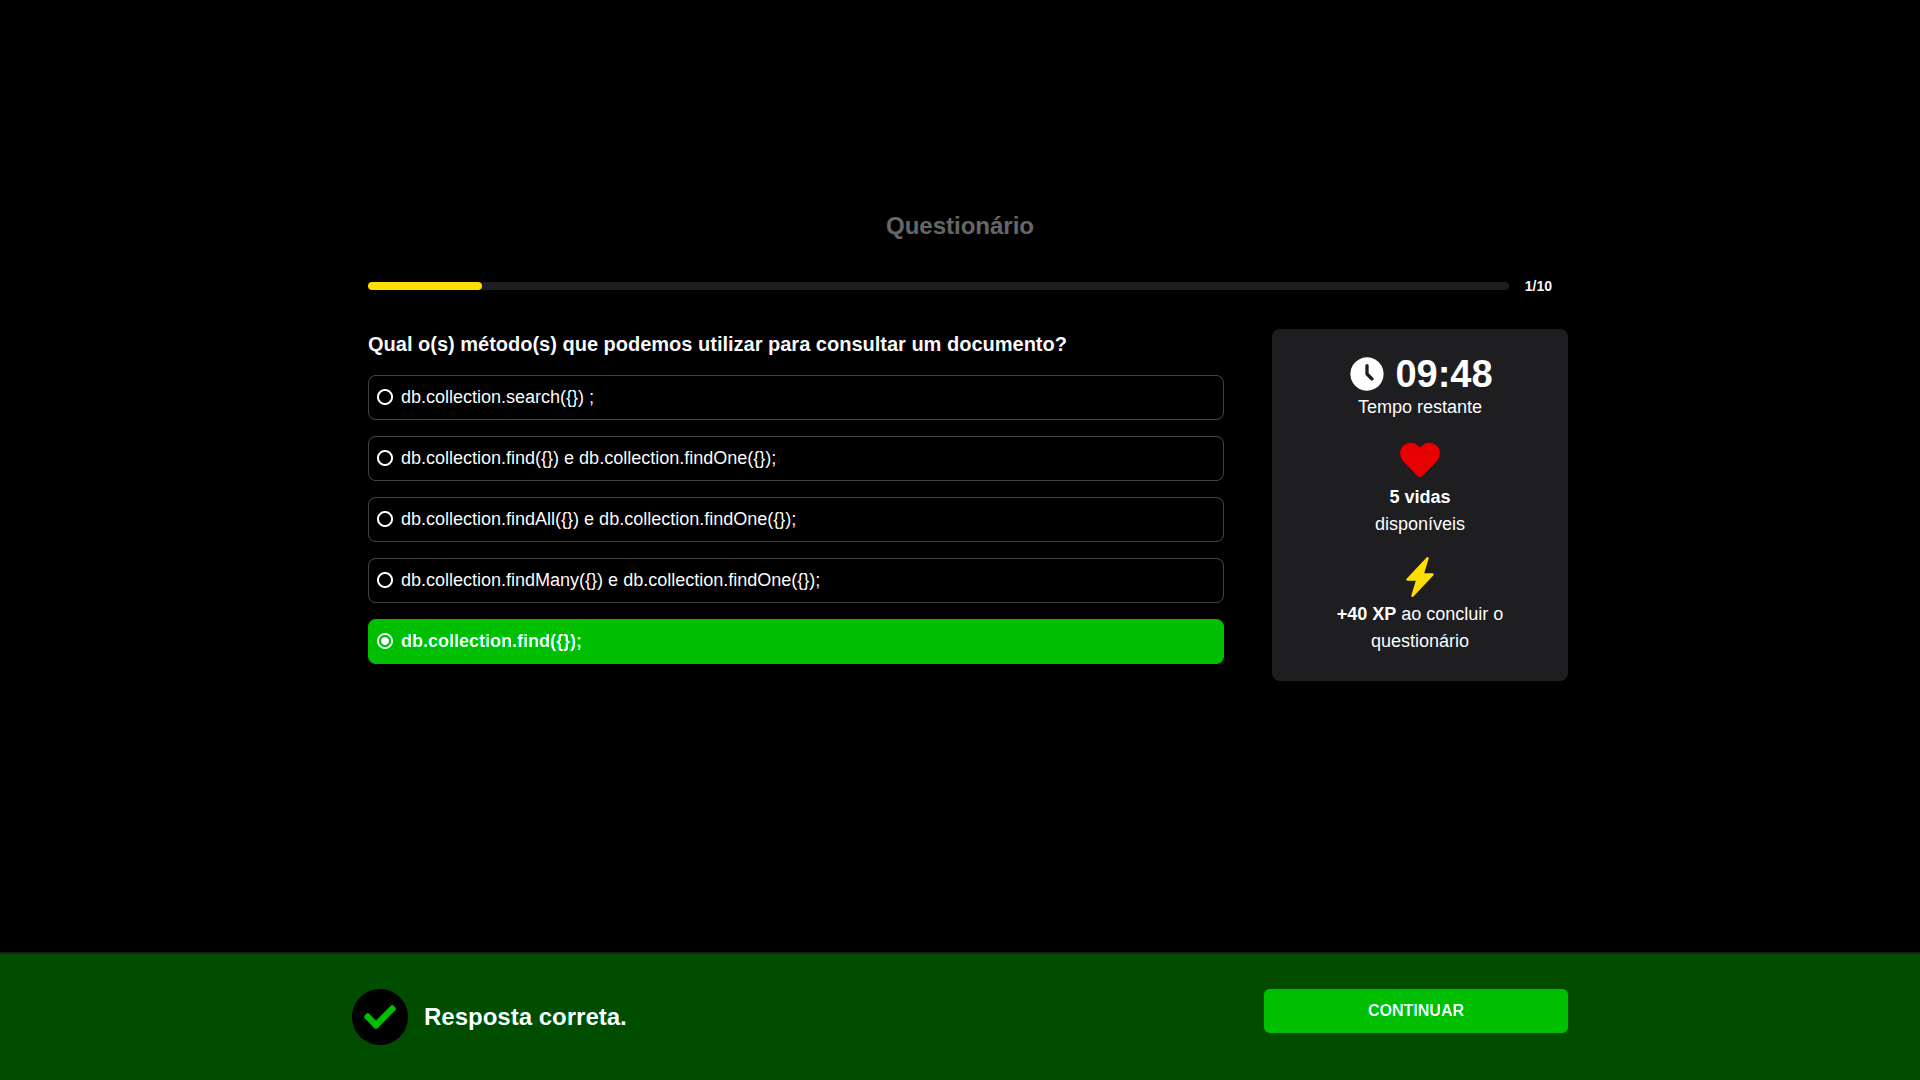 Questionário
1/10
Qual o(s) método(s) que podemos utilizar para consultar um documento?
db.collection.search({}) ;
db.collection.find({}) e db.collection.findOne({});
db.collection.findAll({}) e db.collection.findOne({});
db.collection.findMany({}) e db.collection.findOne({});
db.collection.find({});
09:48
Tempo restante
5 vidas
disponíveis
+40 XP ao concluir o
questionário
Resposta correta.
CONTINUAR